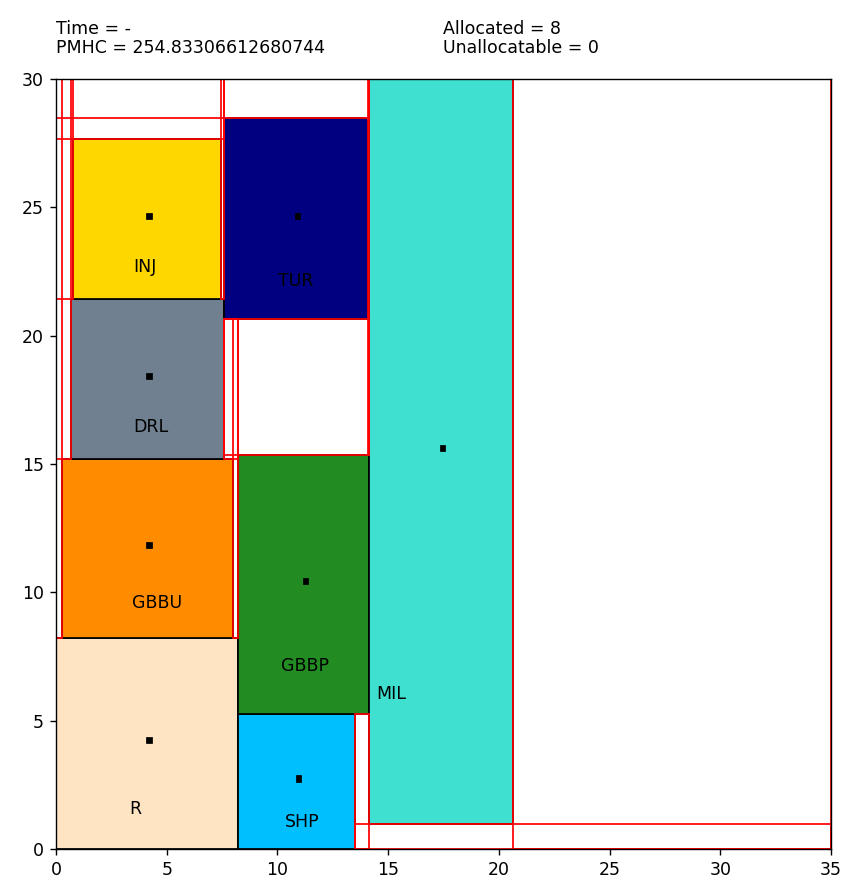 Time = -
Allocated = 8
PMHC = 254.83306612680744
Unallocatable = 0
30
25
INJ
TUR
20
DRL
15
GBBU
10
GBBP
MIL
5
R
SHP
0
0 5 10 15 20 25 30 35